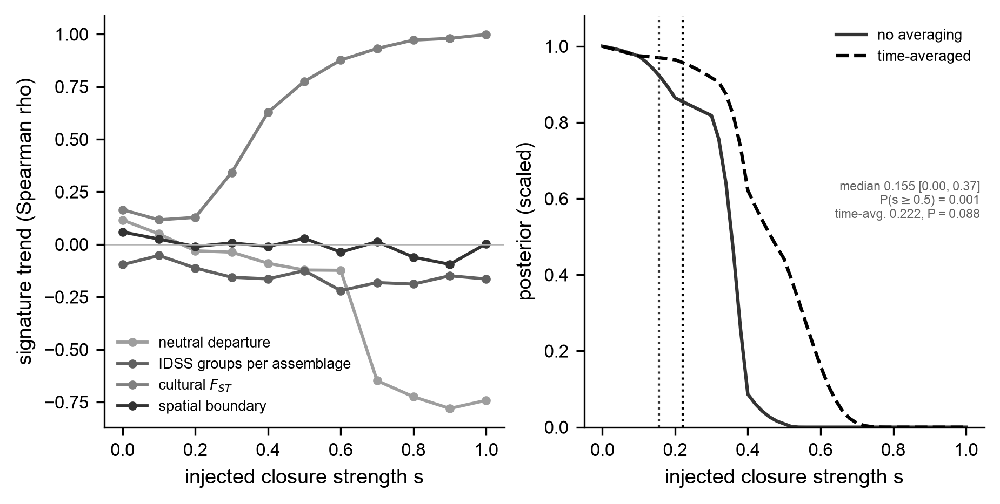 signature trend (Spearman rho)
1.00
0.75
0.50
0.25
0.00
−0.25
−0.50
−0.75
neutral departure
IDSS groups per assemblage
cultural F_ST
spatial boundary
0.0 0.2 0.4 0.6 0.8 1.0
injected closure strength s
posterior (scaled)
1.0
0.8
0.6
0.4
0.2
0.0
no averaging
time-averaged
median 0.155 [0.00, 0.37]
P(s ≥ 0.5) = 0.001
time-avg. 0.222, P = 0.088
0.0 0.2 0.4 0.6 0.8 1.0
injected closure strength s